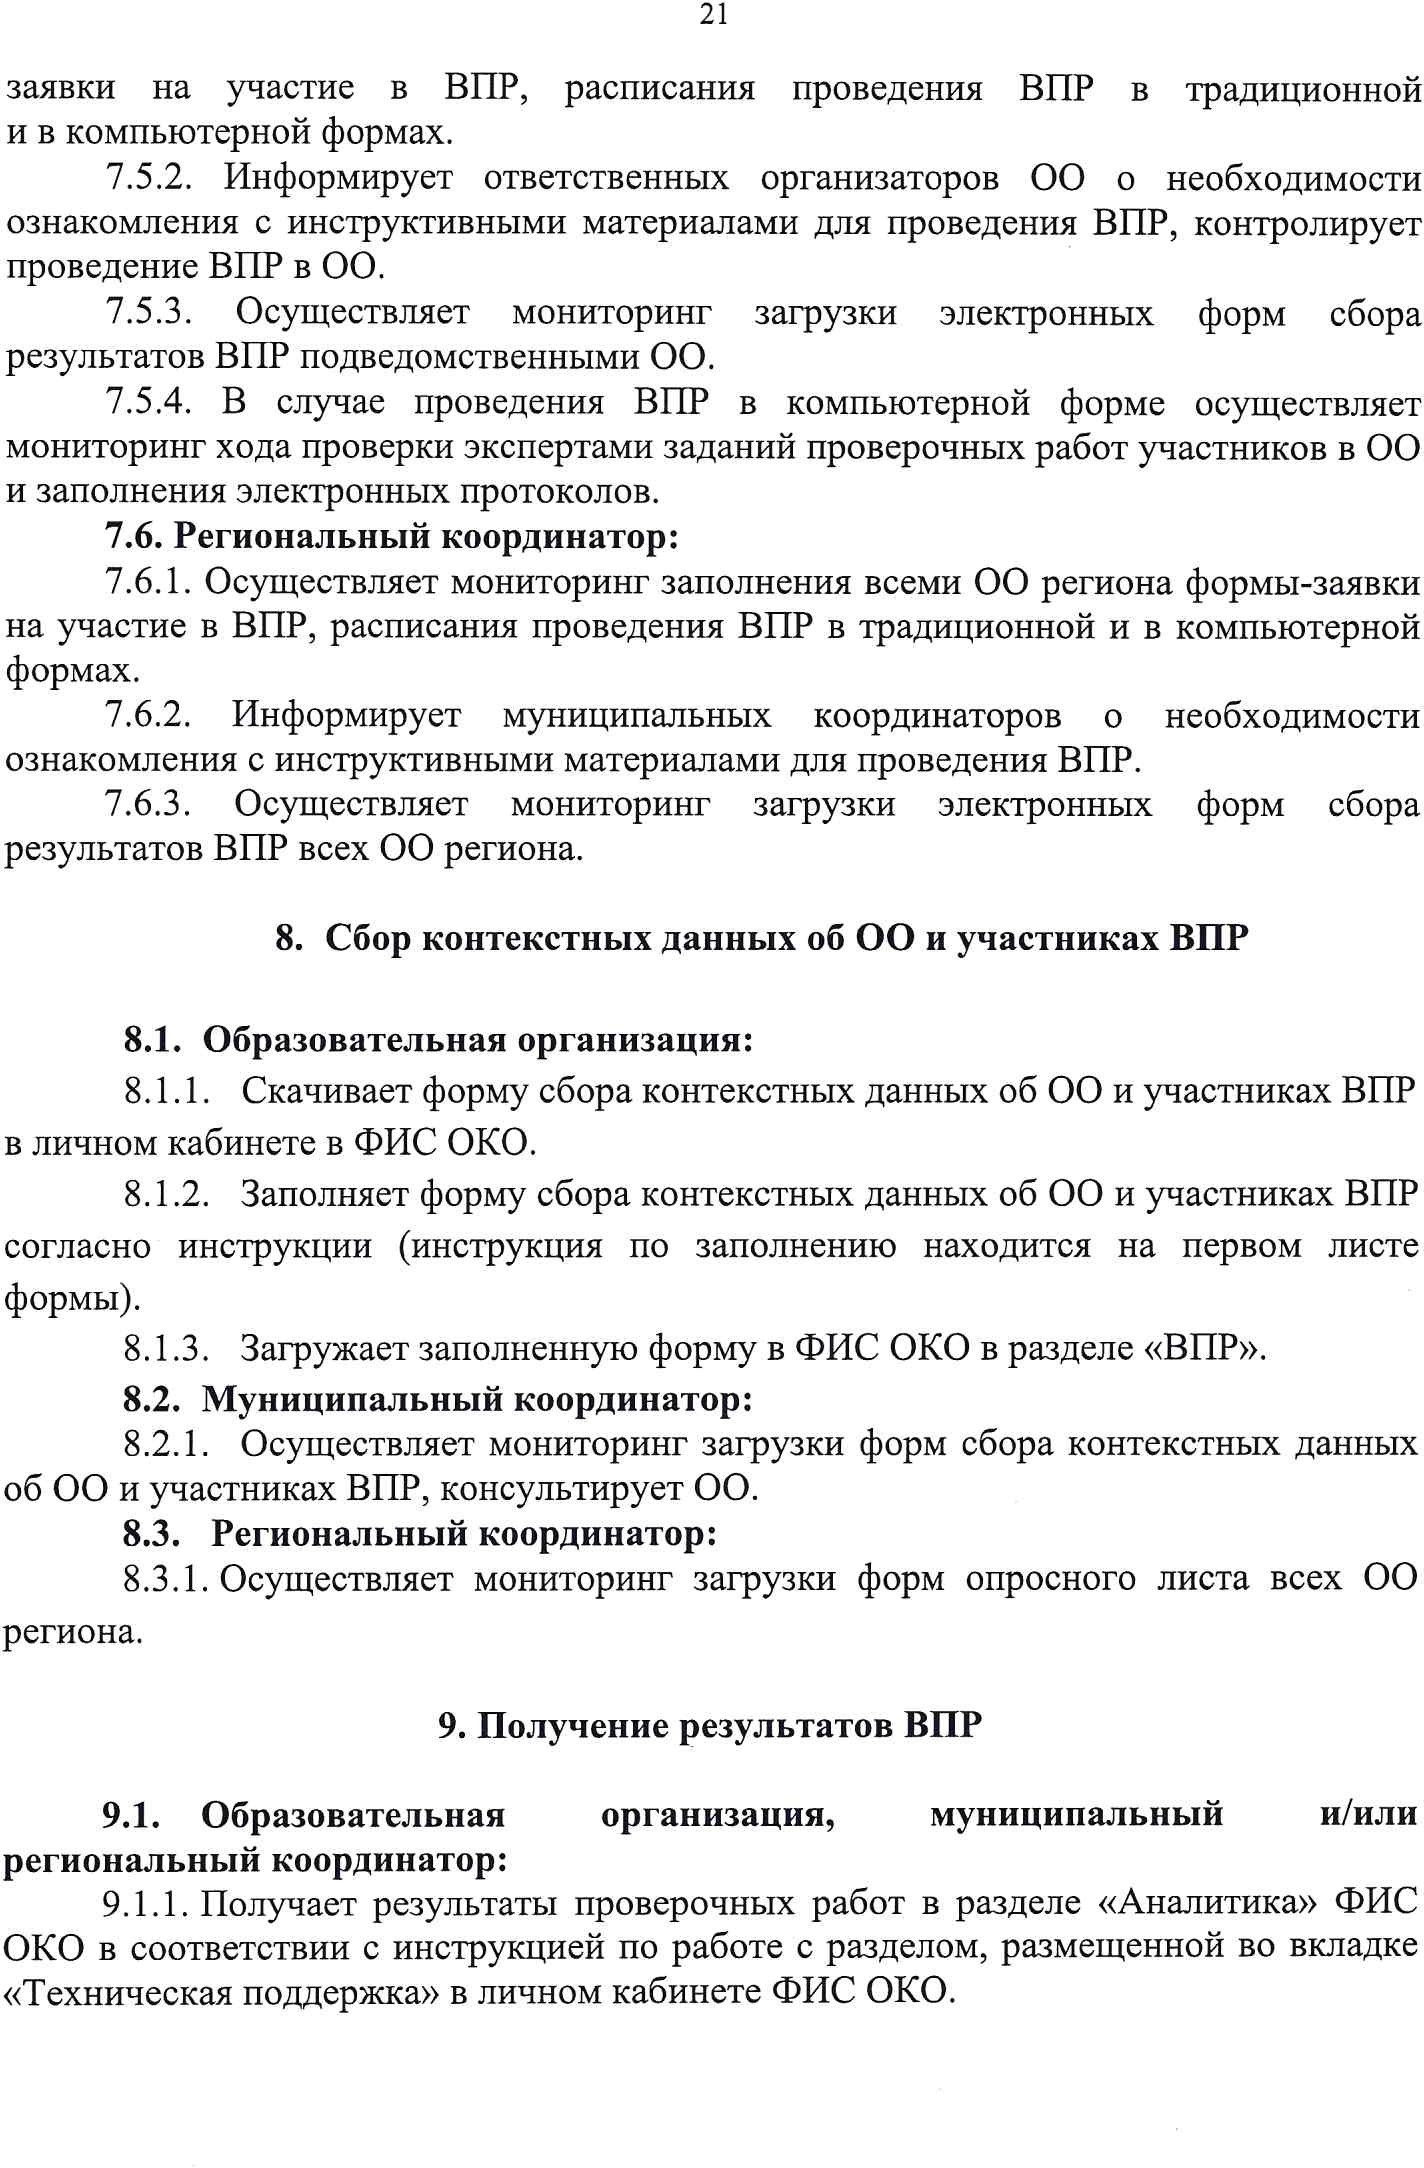 21
заявки на участие в ВПР, расписания проведения ВПР в традиционной
и в компьютерной формах.
7.5.2. Информирует ответственных организаторов ОО о необходимости
ознакомления с инструктивными материалами для проведения ВПР, контролирует
проведение ВПР в ОО.
7.5.3. Осуществляет мониторинг загрузки электронных форм сбора
результатов ВПР подведомственными ОО.
7.5.4. В случае проведения ВПР в компьютерной форме осуществляет
мониторинг хода проверки экспертами заданий проверочных работ участников в ОО
и заполнения электронных протоколов.
7.6. Региональный координатор:
7.6.1. Осуществляет мониторинг заполнения всеми ОО региона формы-заявки
на участие в ВПР, расписания проведения ВПР в традиционной и в компьютерной
формах.
7.6.2. Информирует муниципальных координаторов о необходимости
ознакомления с инструктивными материалами для проведения ВПР.
7.6.3. Осуществляет мониторинг загрузки электронных форм сбора
результатов ВПР всех ОО региона.
8. Сбор контекстных данных об ОО и участниках ВПР
8.1. Образовательная организация:
8.1.1. Скачивает форму сбора контекстных данных об ОО и участниках ВПР
в личном кабинете в ФИС ОКО.
8.1.2. Заполняет форму сбора контекстных данных об ОО и участниках ВПР
согласно инструкции (инструкция по заполнению находится на первом листе
формы).
8.1.3. Загружает заполненную форму в ФИС ОКО в разделе «ВПР».
8.2. Муниципальный координатор:
8.2.1. Осуществляет мониторинг загрузки форм сбора контекстных данных
об ОО и участниках ВПР, консультирует ОО.
8.3. Региональный координатор:
8.3.1. Осуществляет мониторинг загрузки форм опросного листа всех ОО
региона.
9. Получение результатов ВПР
9.1. Образовательная организация, муниципальный и/или
региональный координатор:
9.1.1. Получает результаты проверочных работ в разделе «Аналитика» ФИС
ОКО в соответствии с инструкцией по работе с разделом, размещенной во вкладке
«Техническая поддержка» в личном кабинете ФИС ОКО.